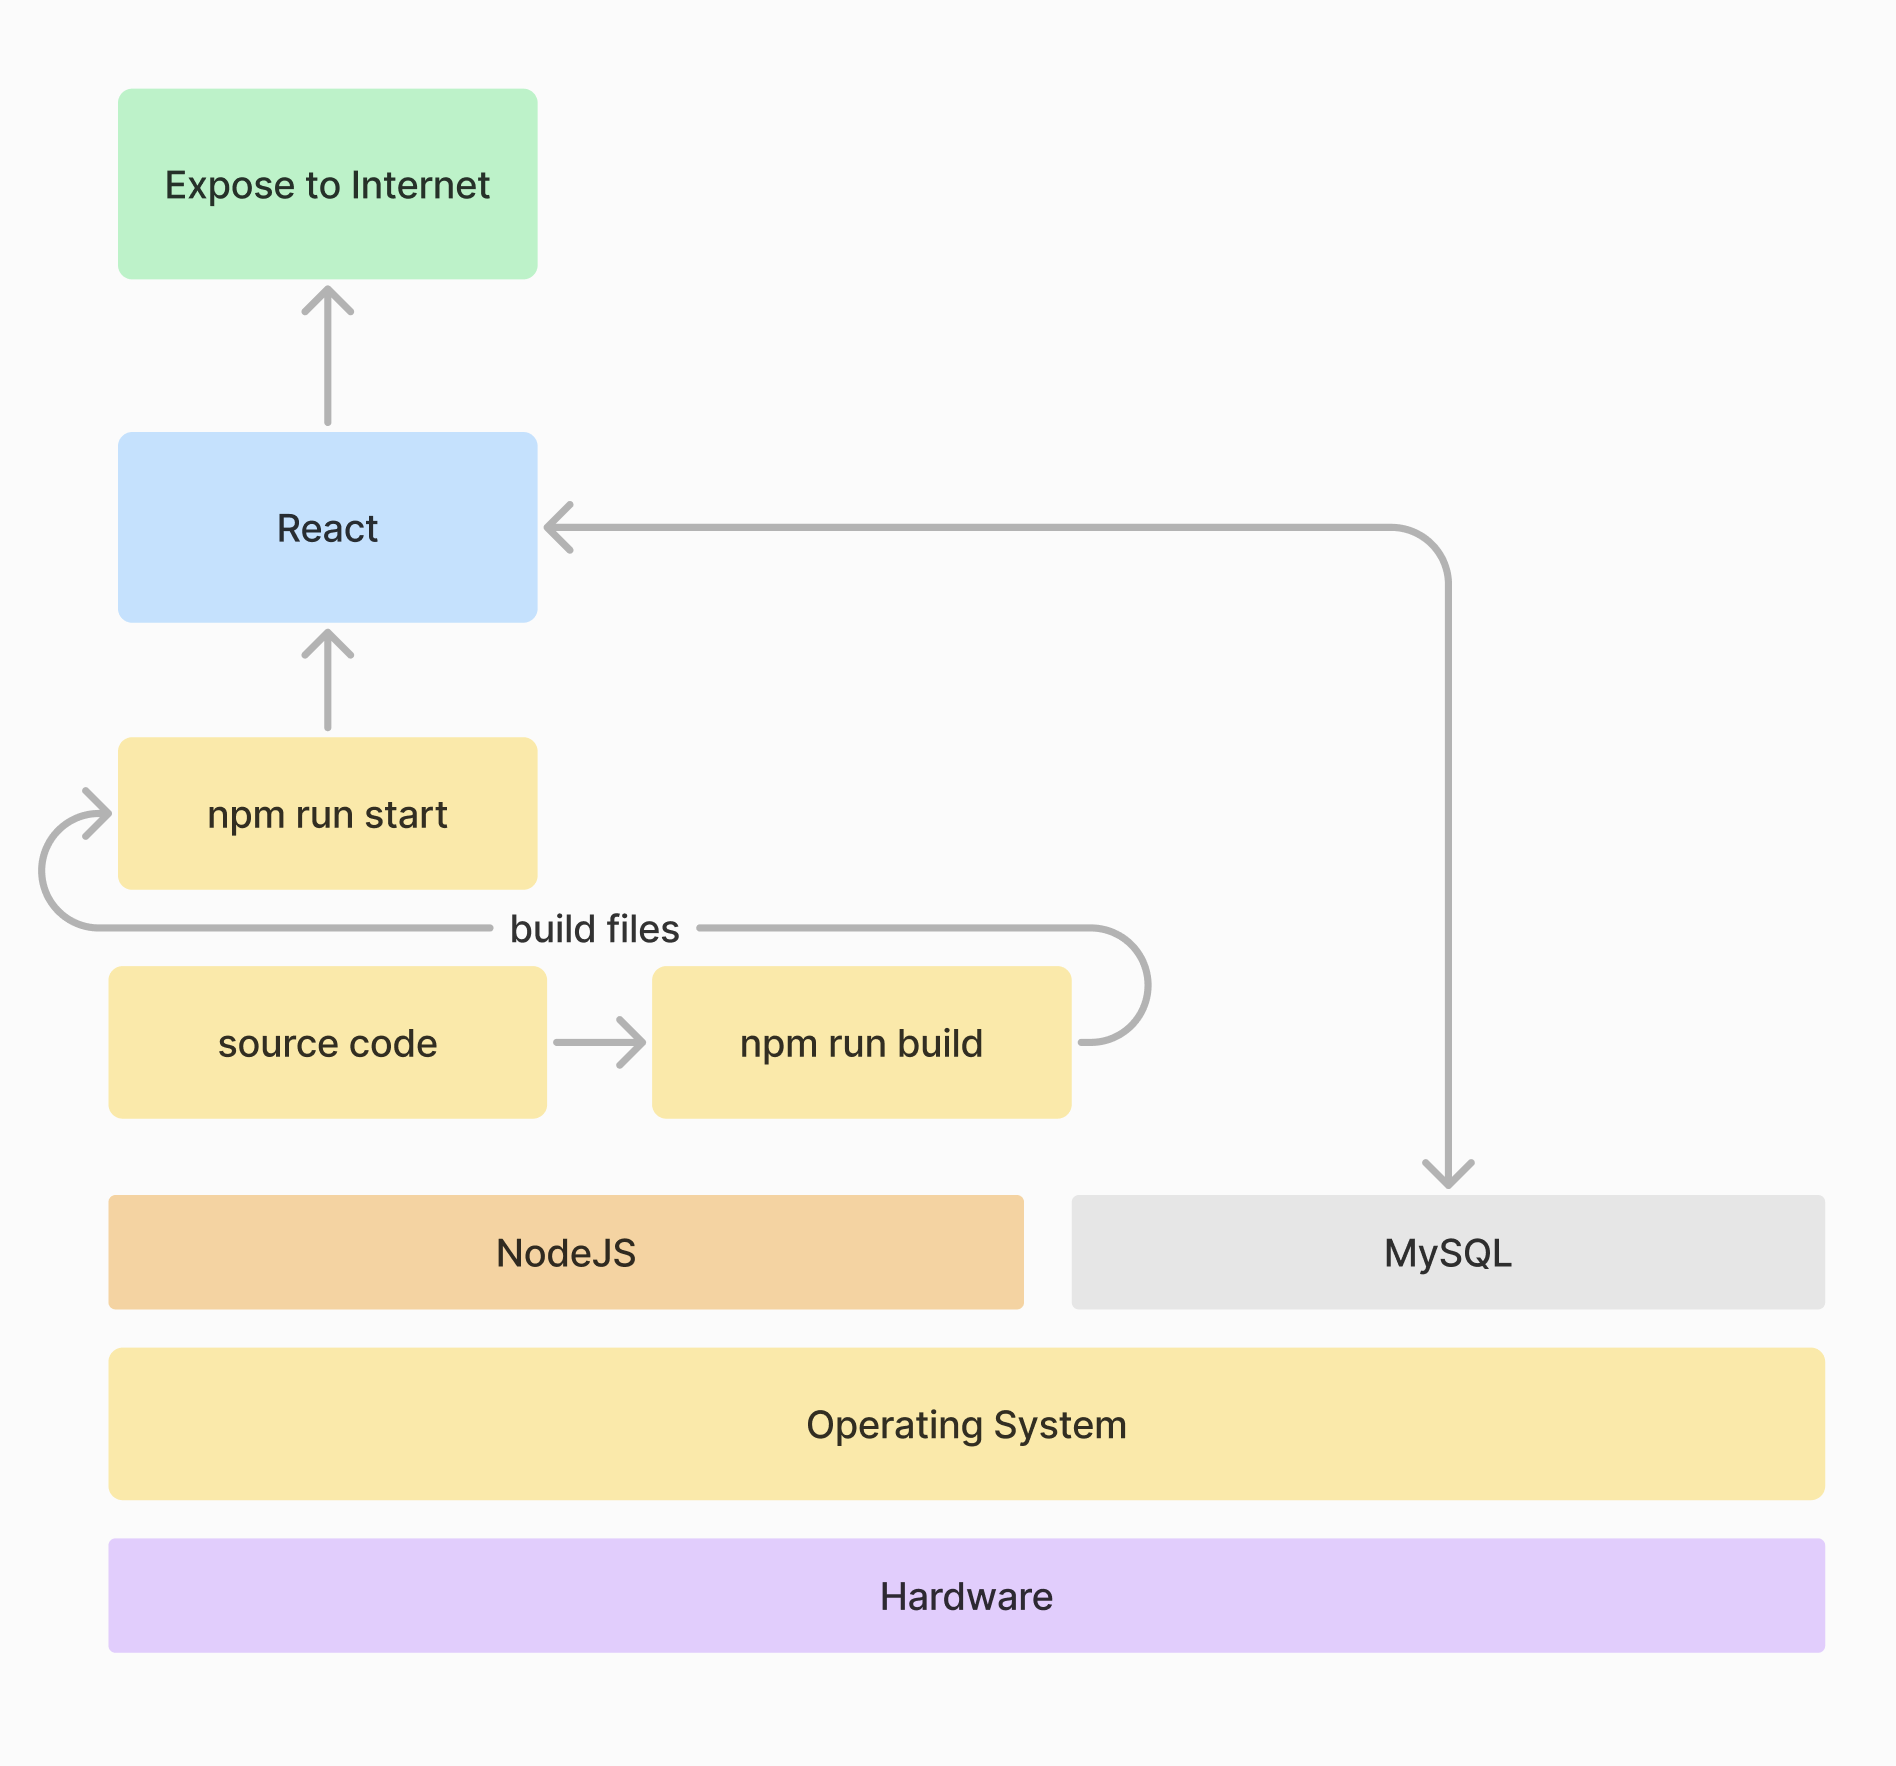 Expose to Internet
React
npm run start
build files
source code
npm run build
NodeJS
MySQL
Operating System
Hardware